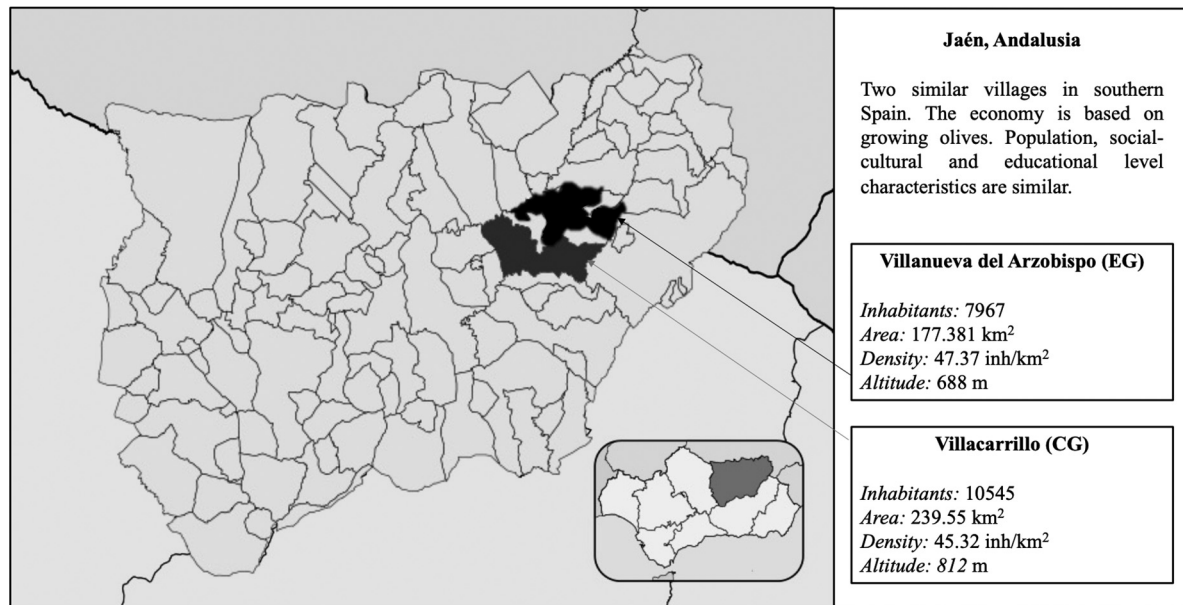 Jaén, Andalusia
Two similar villages in southern
Spain. The economy is based on
growing olives. Population, social-
cultural and educational level
characteristics are similar.
Villanueva del Arzobispo (EG)
Inhabitants: 7967
Area: 177.381 km²
Density: 47.37 inh/km²
Altitude: 688 m
Villacarrillo (CG)
Inhabitants: 10545
Area: 239.55 km²
Density: 45.32 inh/km²
Altitude: 812 m